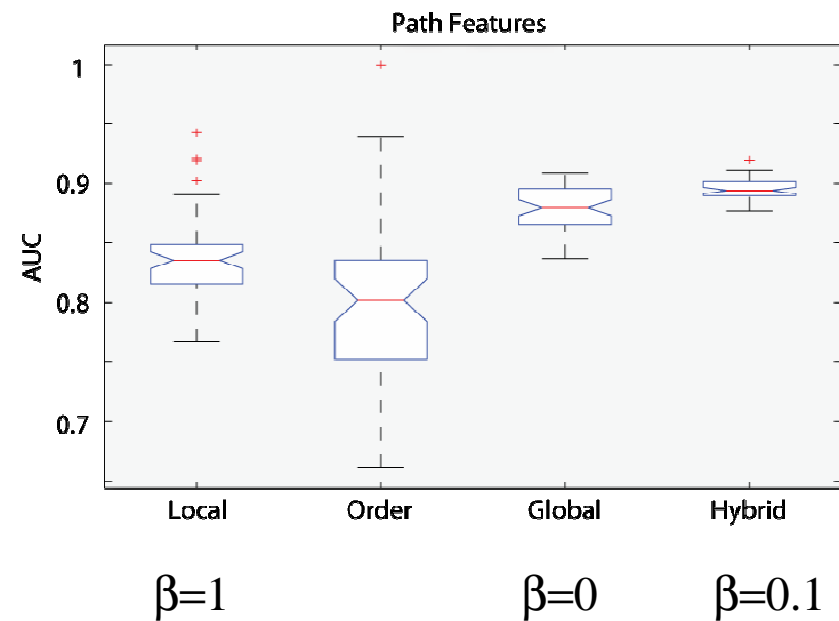 Path Features
1
0.9
0.8
0.7
AUC
Local Order Global Hybrid
β=1 β=0 β=0.1